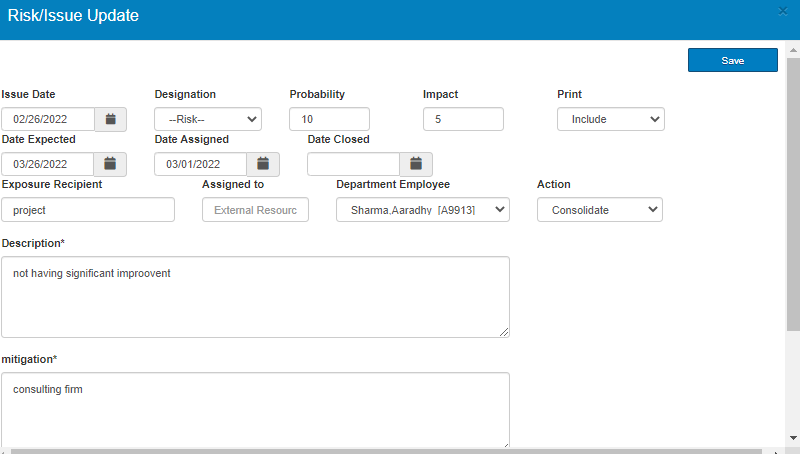 Risk/Issue Update
×
Save
Issue Date Designation Probability Impact Print
02/26/2022 --Risk-- 10 5 Include
Date Expected Date Assigned Date Closed
03/26/2022 03/01/2022
Exposure Recipient Assigned to Department Employee Action
project External Resourc Sharma,Aaradhy [A9913] Consolidate
Description*
not having significant improovent
mitigation*
consulting firm